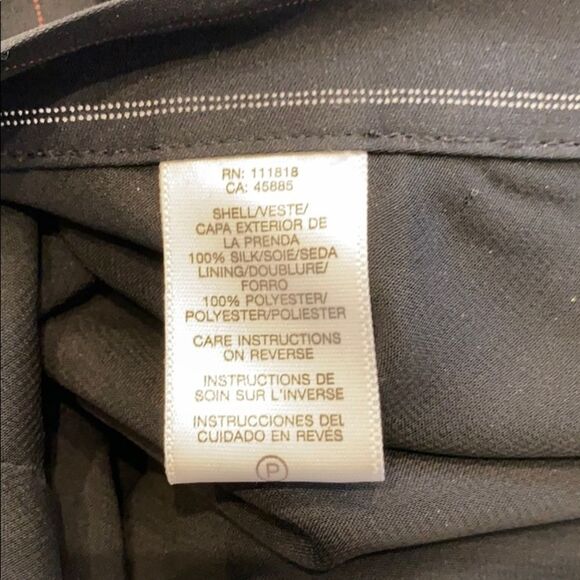 RN: 111818
CA: 45885
SHELL/VESTE/
CAPA EXTERIOR DE
LA PRENDA
100% SILK/SOIE/SEDA
LINING/DOUBLURE/
FORRO
100% POLYESTER/
POLYESTER/POLIESTER
CARE INSTRUCTIONS
ON REVERSE
INSTRUCTIONS DE
SOIN SUR L'INVERSE
INSTRUCCIONES DEL
CUIDADO EN REVÉS
P